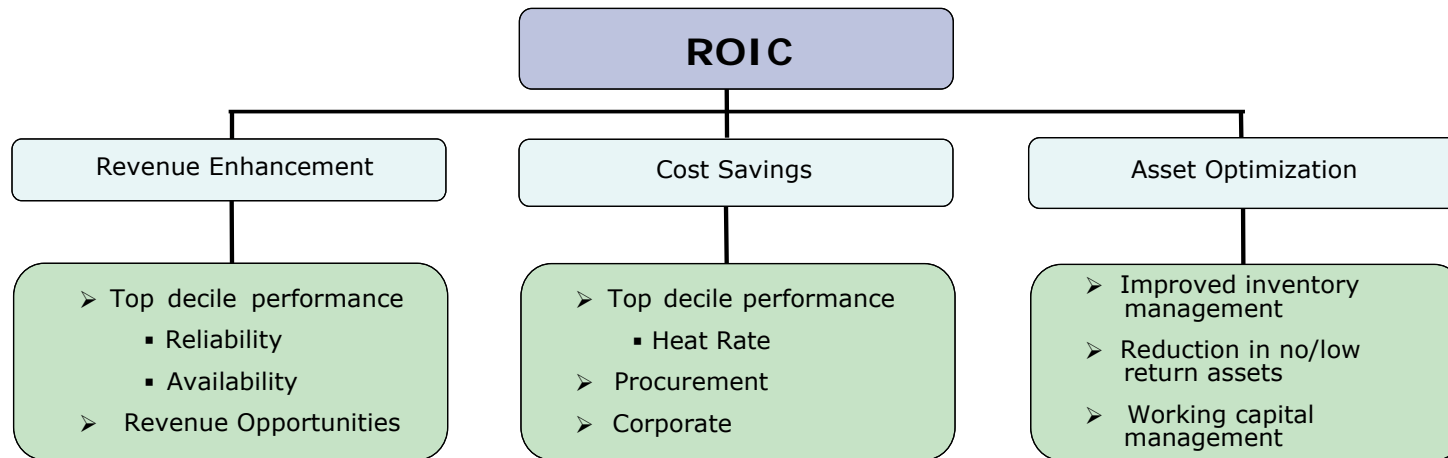 ROIC
Revenue Enhancement
Cost Savings
Asset Optimization
➢ Top decile performance
▪ Reliability
▪ Availability
➢ Revenue Opportunities
➢ Top decile performance
▪ Heat Rate
➢ Procurement
➢ Corporate
➢ Improved inventory
management
➢ Reduction in no/low
return assets
➢ Working capital
management